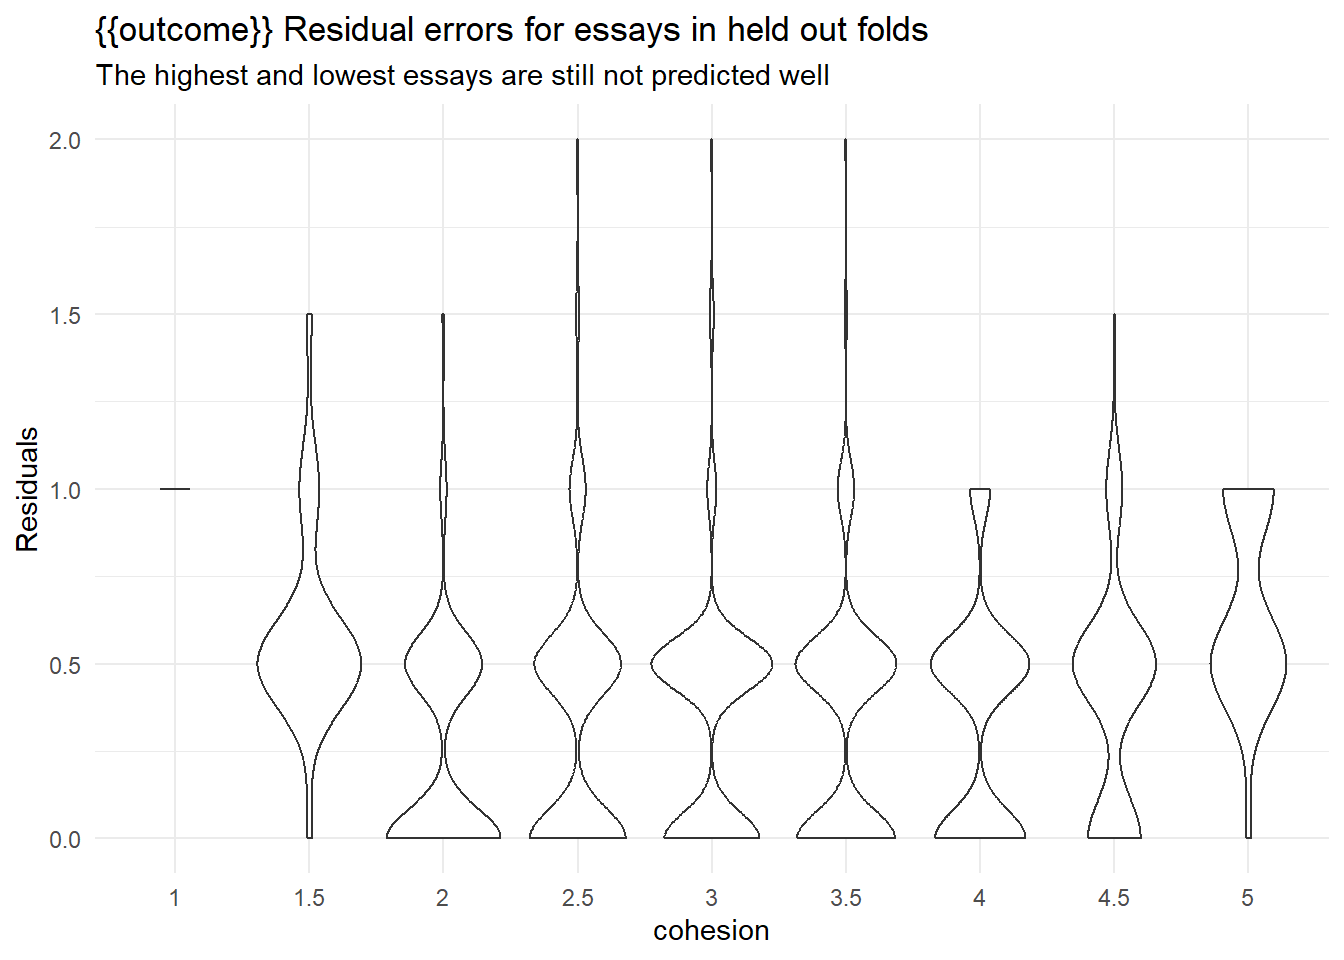 {{outcome}} Residual errors for essays in held out folds
The highest and lowest essays are still not predicted well
2.0
1.5
1.0
0.5
0.0
Residuals
1 1.5 2 2.5 3 3.5 4 4.5 5
cohesion